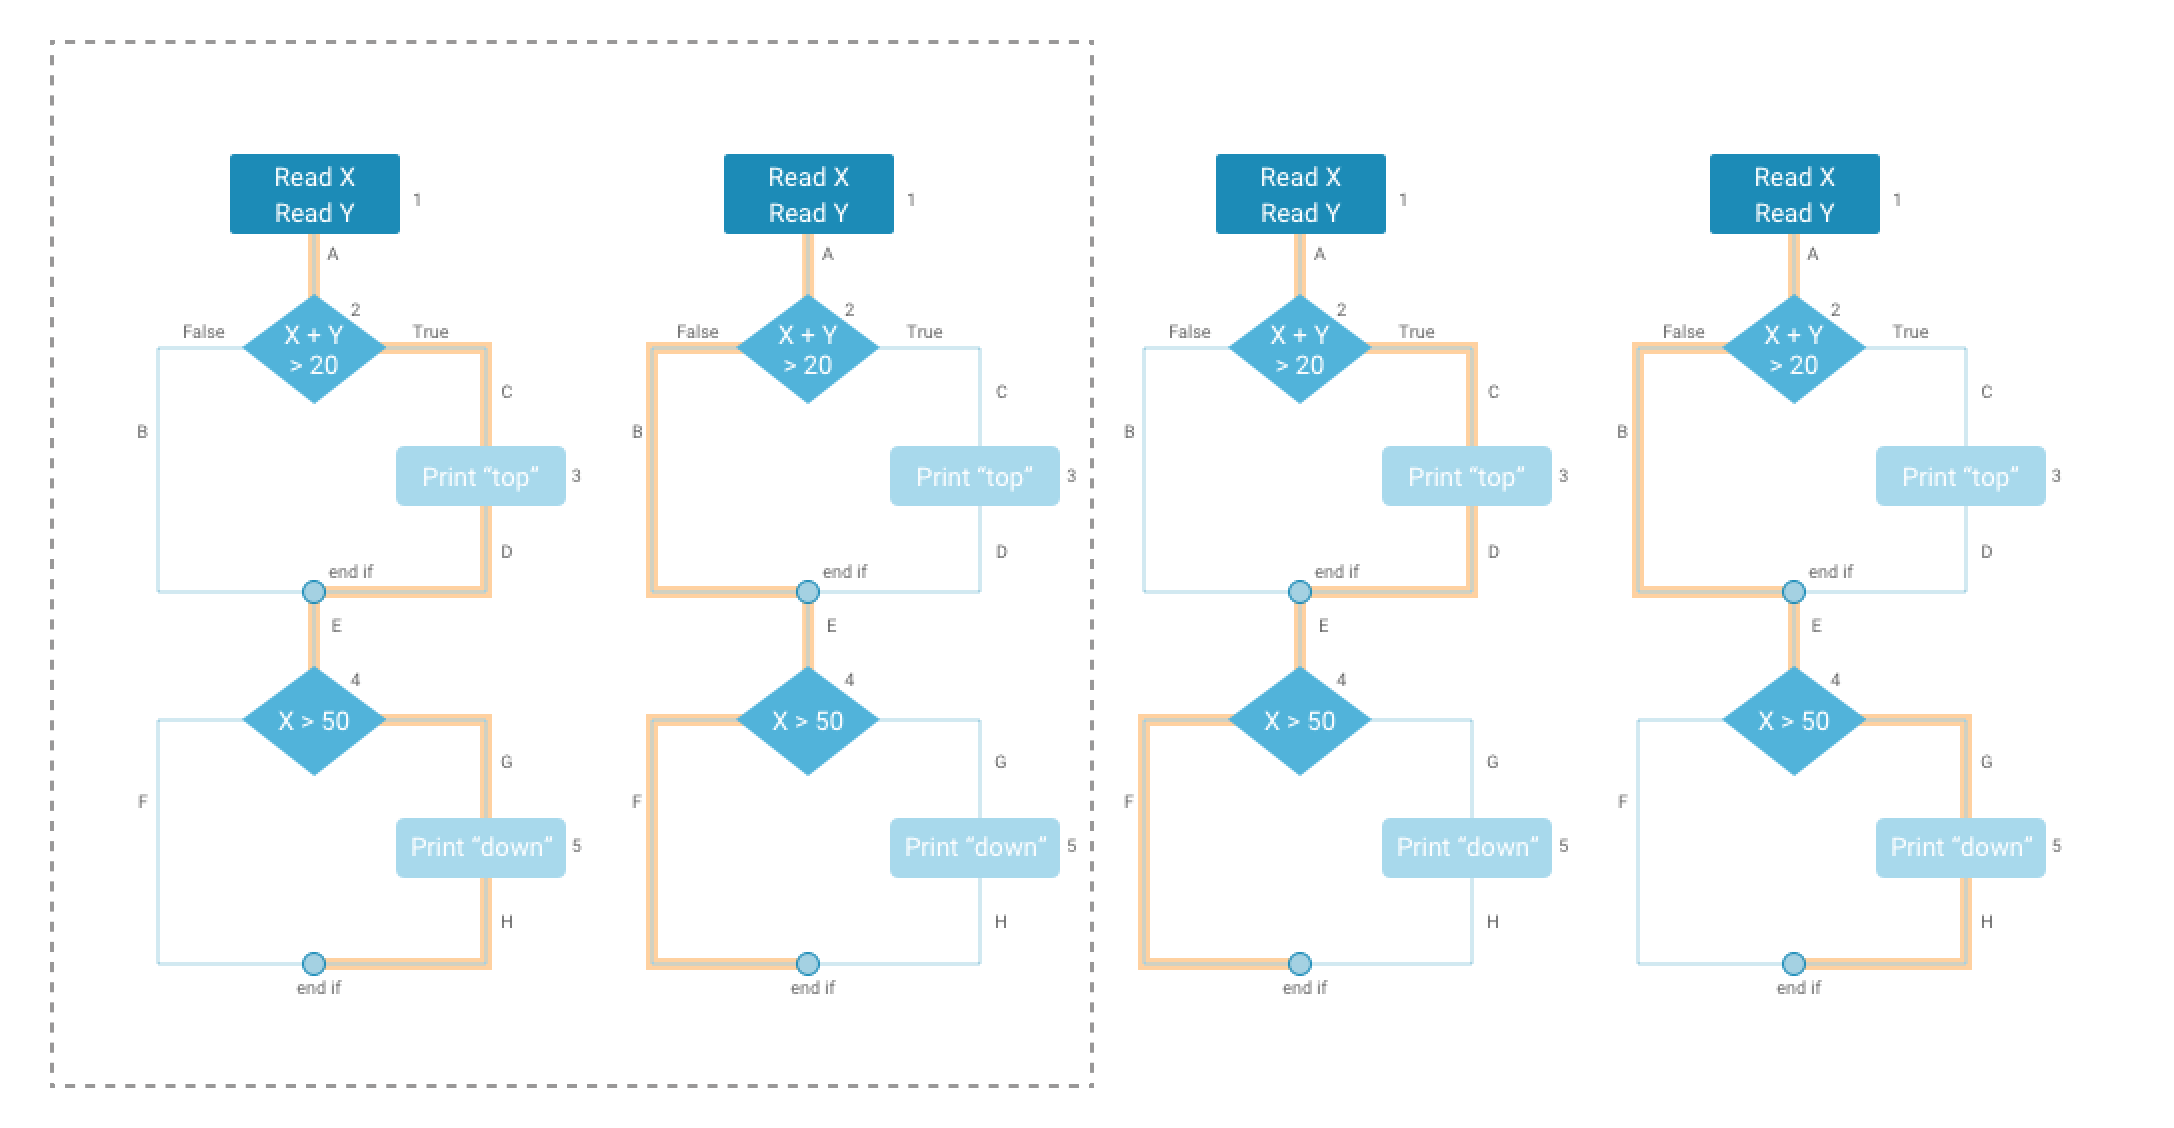 Read X
Read Y
1
A
2
X + Y
> 20
False
True
C
B
Print “top”
3
D
end if
E
4
X > 50
G
F
Print “down”
5
H
end if
Read X
Read Y
1
A
2
X + Y
> 20
False
True
C
B
Print “top”
3
D
end if
E
4
X > 50
G
F
Print “down”
5
H
end if
Read X
Read Y
1
A
2
X + Y
> 20
False
True
C
B
Print “top”
3
D
end if
E
4
X > 50
G
F
Print “down”
5
H
end if
Read X
Read Y
1
A
2
X + Y
> 20
False
True
C
B
Print “top”
3
D
end if
E
4
X > 50
G
F
Print “down”
5
H
end if